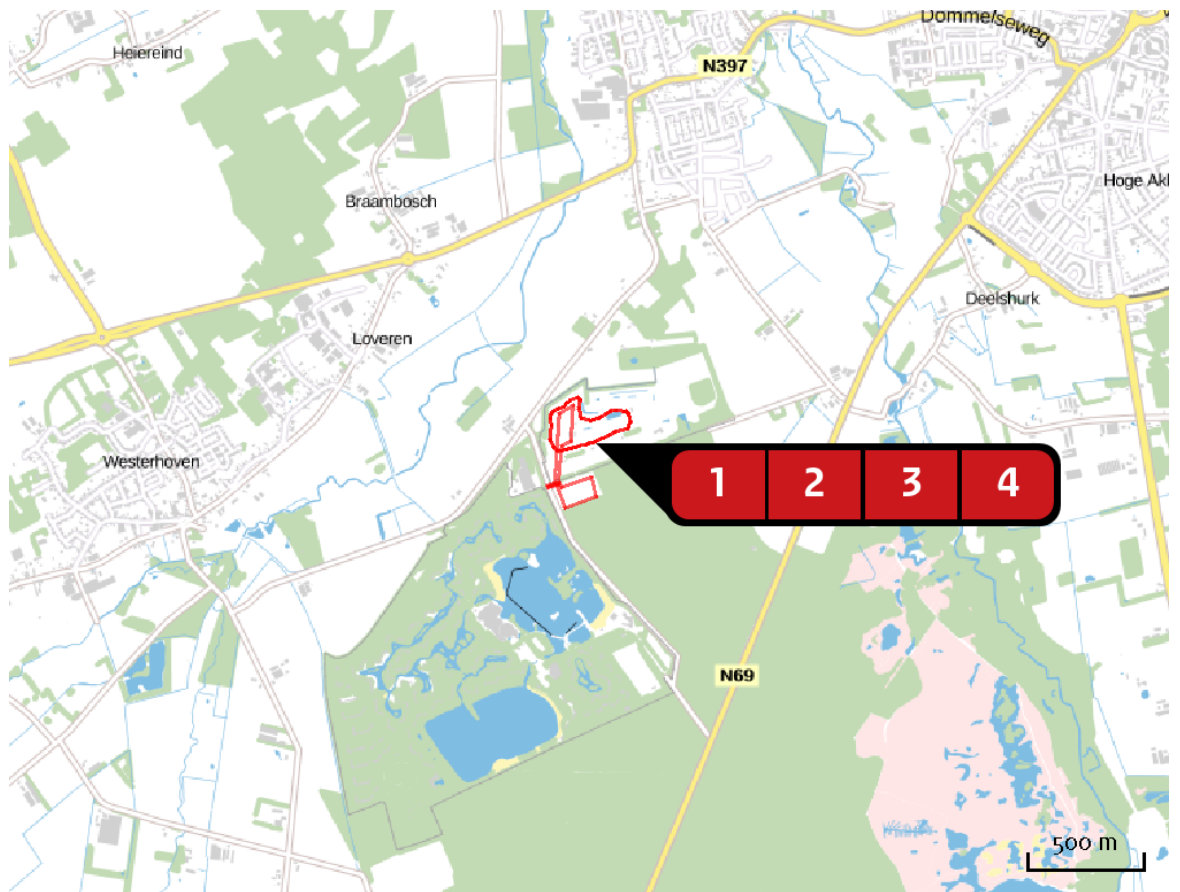 Dommelseweg
Heiereind
N397
Hoge Akl
Braambosch
Deelshurk
Loveren
Westerhoven
1 2 3 4
N69
500 m